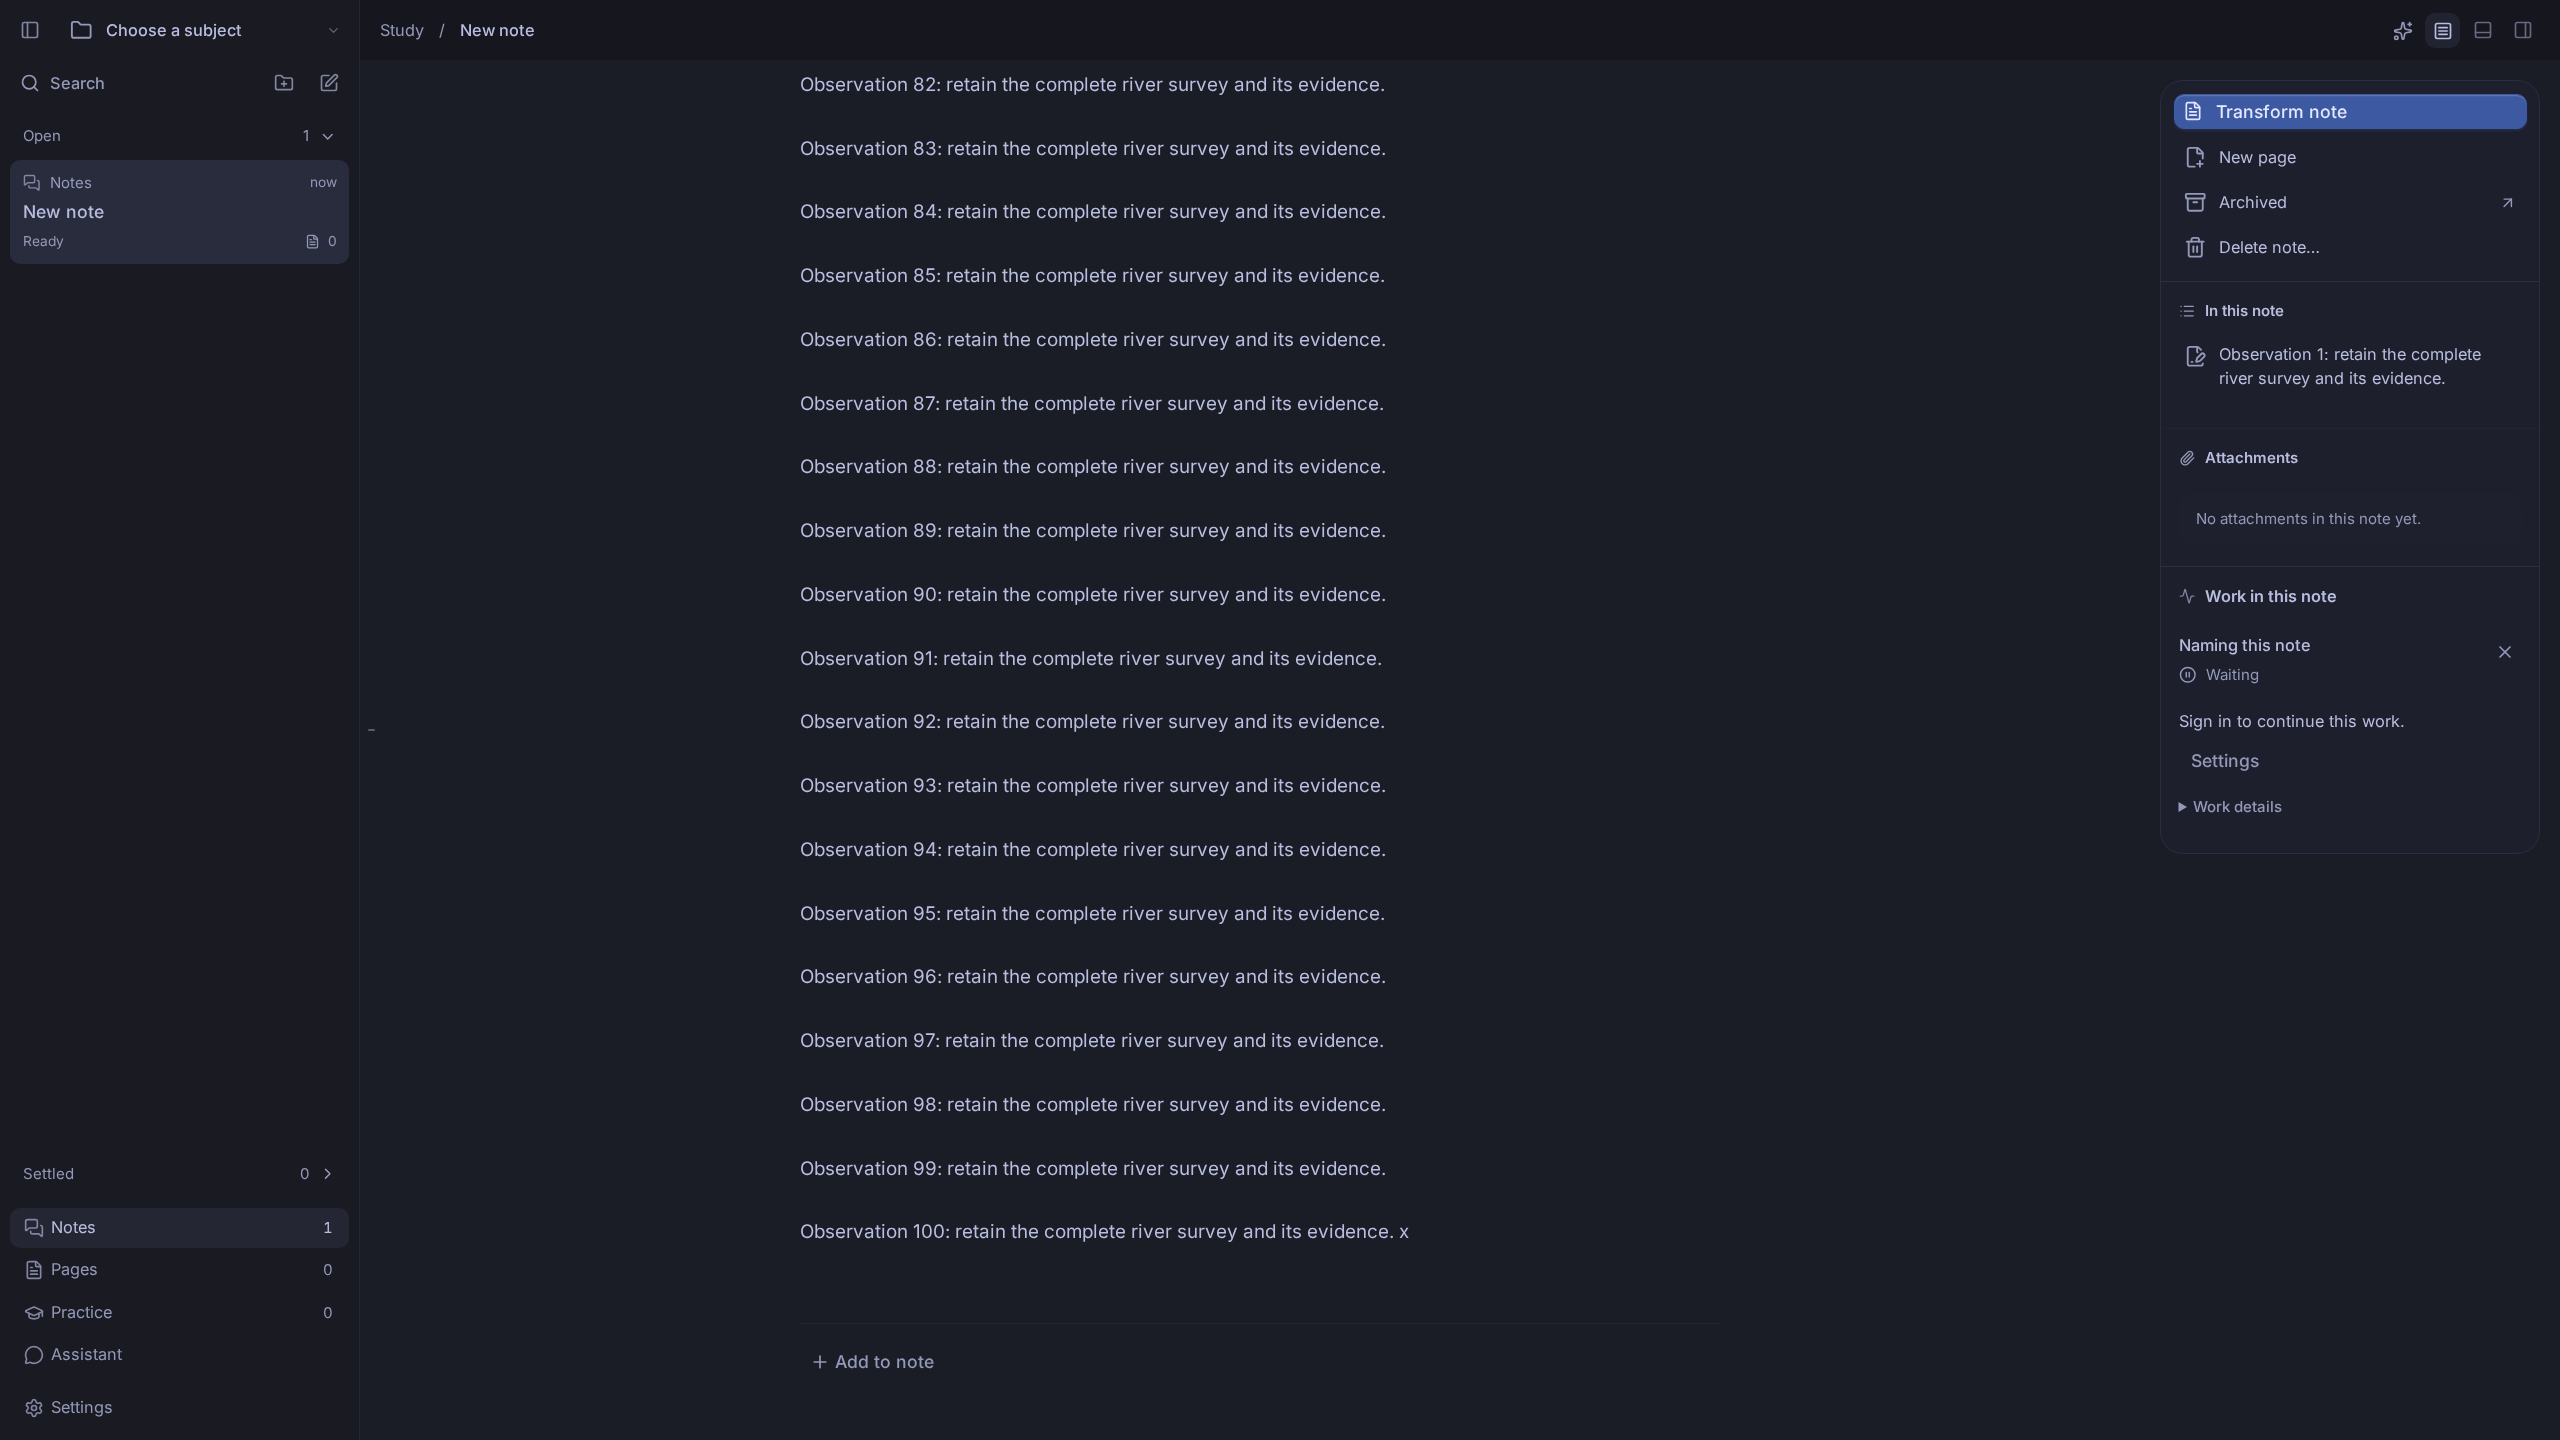 Choose a subject
Search
Open 1
Notes now
New note
Ready 0
Settled 0
Notes 1
Pages 0
Practice 0
Assistant
Settings
Study / New note
Observation 82: retain the complete river survey and its evidence.
Observation 83: retain the complete river survey and its evidence.
Observation 84: retain the complete river survey and its evidence.
Observation 85: retain the complete river survey and its evidence.
Observation 86: retain the complete river survey and its evidence.
Observation 87: retain the complete river survey and its evidence.
Observation 88: retain the complete river survey and its evidence.
Observation 89: retain the complete river survey and its evidence.
Observation 90: retain the complete river survey and its evidence.
Observation 91: retain the complete river survey and its evidence.
Observation 92: retain the complete river survey and its evidence.
Observation 93: retain the complete river survey and its evidence.
Observation 94: retain the complete river survey and its evidence.
Observation 95: retain the complete river survey and its evidence.
Observation 96: retain the complete river survey and its evidence.
Observation 97: retain the complete river survey and its evidence.
Observation 98: retain the complete river survey and its evidence.
Observation 99: retain the complete river survey and its evidence.
Observation 100: retain the complete river survey and its evidence. x
Add to note
Transform note
New page
Archived
Delete note...
In this note
Observation 1: retain the complete
river survey and its evidence.
Attachments
No attachments in this note yet.
Work in this note
Naming this note
Waiting
Sign in to continue this work.
Settings
Work details